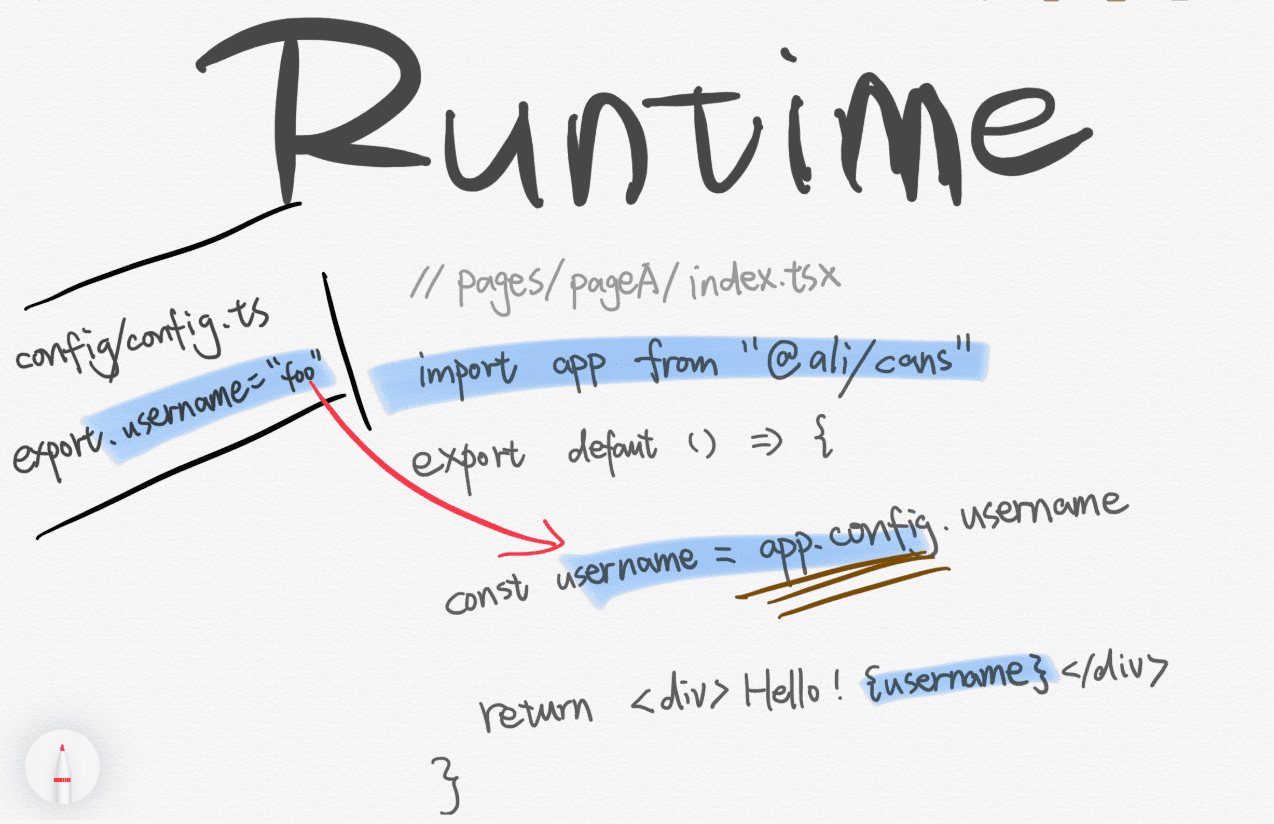 Runtime
config/config.ts
export.username="foo"
// pages/pageA/index.tsx
import app from "@ali/cans"
export defaut () => {
const username = app.config.username
return <div>Hello! {username}</div>
}